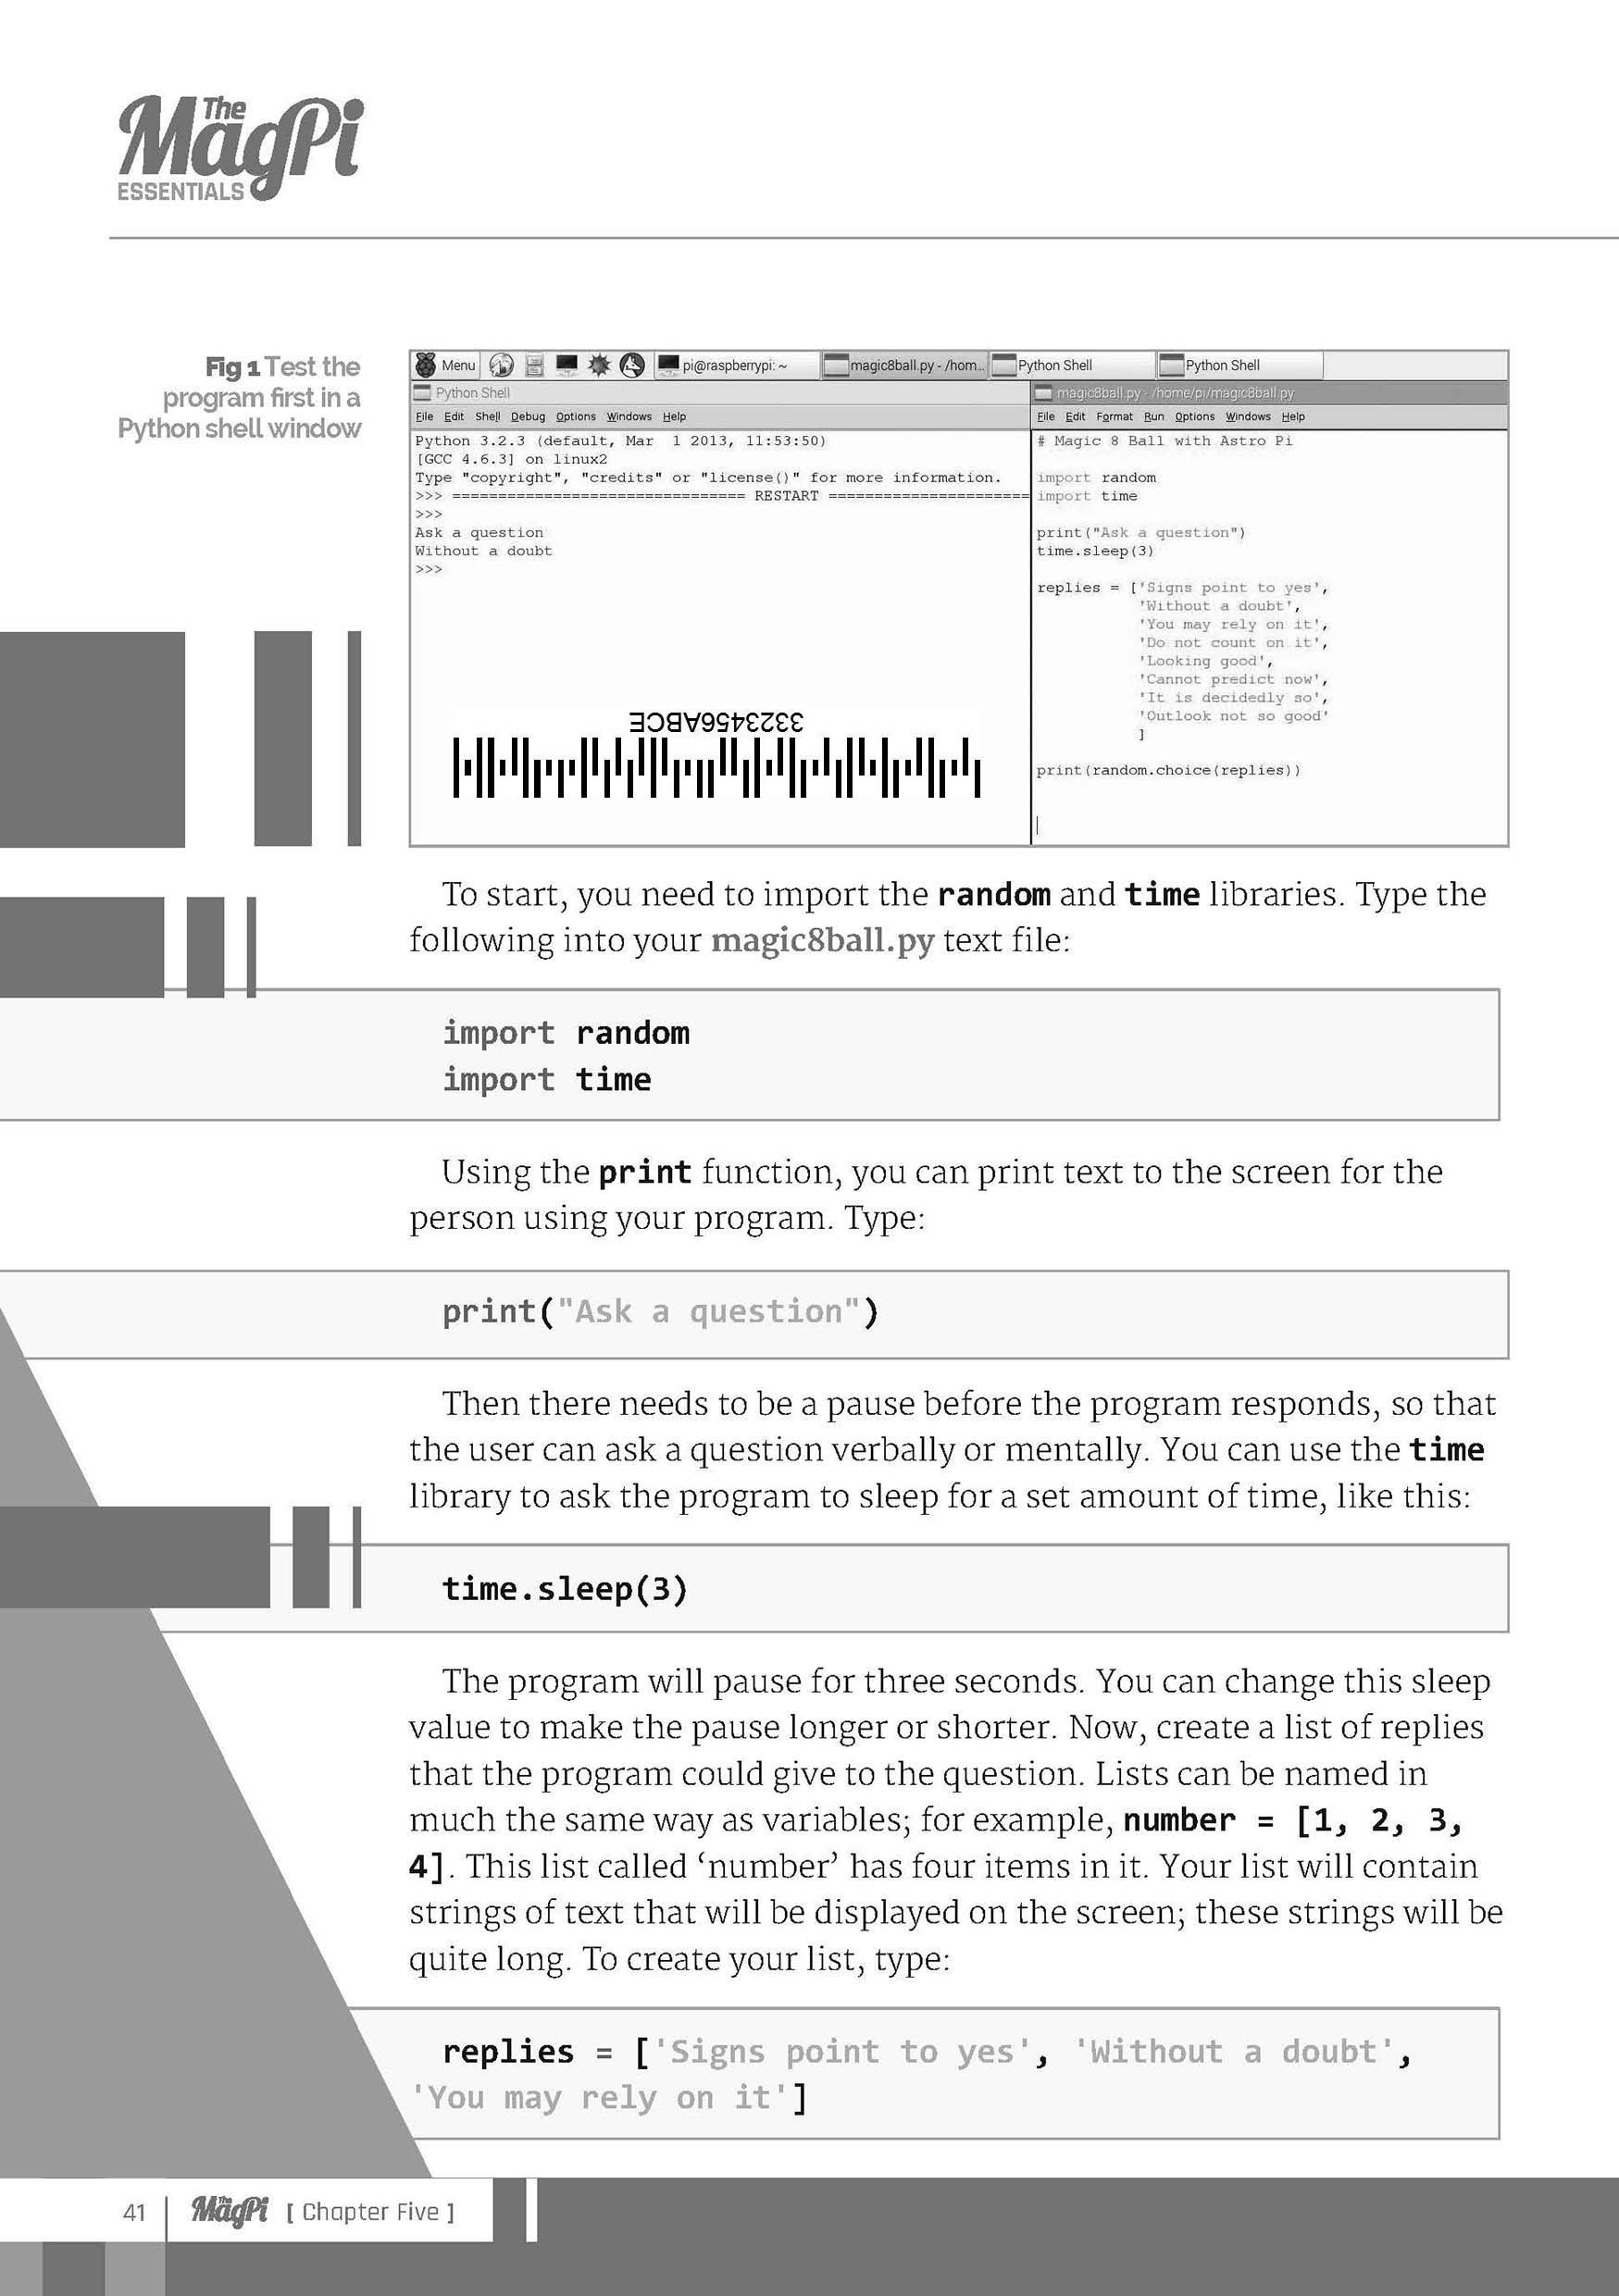 The
MagPi
ESSENTIALS
Fig 1 Test the
program first in a
Python shell window
Menu
pi@raspberrypi: ~
magic8ball.py - /hom...
Python Shell
Python Shell
Python Shell
File Edit Shell Debug Options Windows Help
Python 3.2.3 (default, Mar  1 2013, 11:53:50)
[GCC 4.6.3] on linux2
Type "copyright", "credits" or "license()" for more information.
>>> ================================ RESTART ======================
>>>
Ask a question
Without a doubt
>>>
3323456ABCE
magic8ball.py - /home/pi/magic8ball.py
File Edit Format Run Options Windows Help
# Magic 8 Ball with Astro Pi
import random
import time
print("Ask a question")
time.sleep(3)
replies = ['Signs point to yes',
'Without a doubt',
'You may rely on it',
'Do not count on it',
'Looking good',
'Cannot predict now',
'It is decidedly so',
'Outlook not so good'
]
print(random.choice(replies))
To start, you need to import the random and time libraries. Type the
following into your magic8ball.py text file:
import random
import time
Using the print function, you can print text to the screen for the
person using your program. Type:
print("Ask a question")
Then there needs to be a pause before the program responds, so that
the user can ask a question verbally or mentally. You can use the time
library to ask the program to sleep for a set amount of time, like this:
time.sleep(3)
The program will pause for three seconds. You can change this sleep
value to make the pause longer or shorter. Now, create a list of replies
that the program could give to the question. Lists can be named in
much the same way as variables; for example, number = [1, 2, 3,
4]. This list called ‘number’ has four items in it. Your list will contain
strings of text that will be displayed on the screen; these strings will be
quite long. To create your list, type:
replies = ['Signs point to yes', 'Without a doubt',
'You may rely on it']
41
The MagPi
[ Chapter Five ]